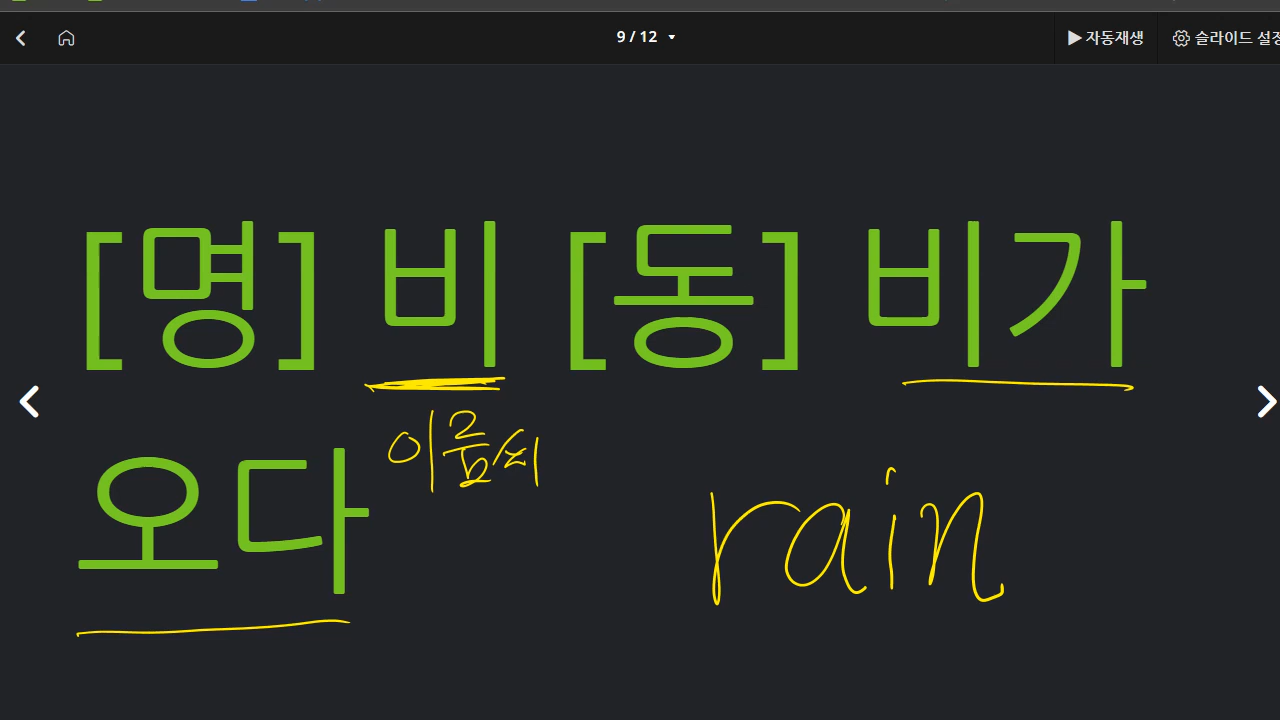 9 / 12
자동재생
슬라이드 설정
[명] 비 [동] 비가
오다
이름씨
rain